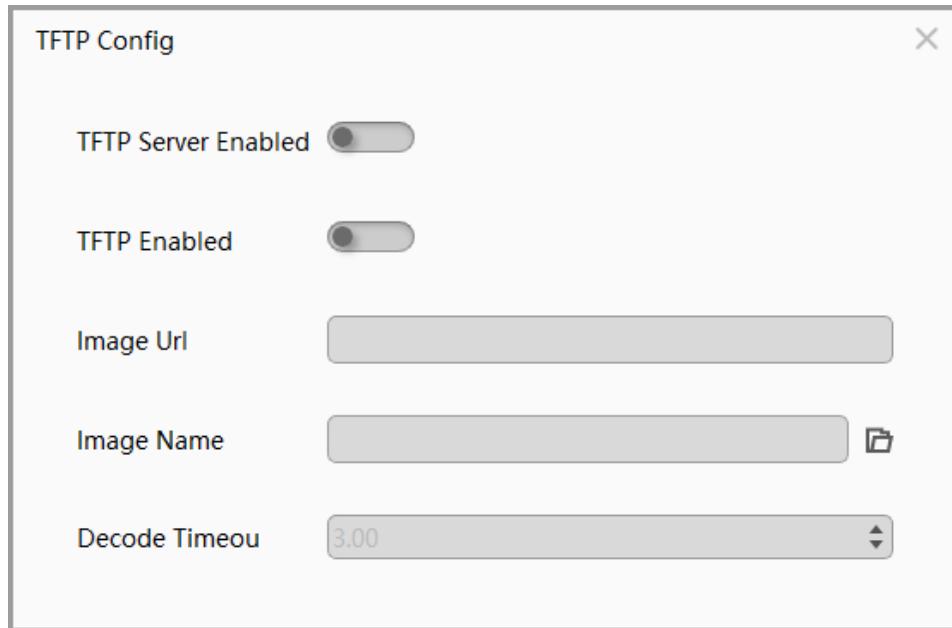 TFTP Config
TFTP Server Enabled
TFTP Enabled
Image Url
Image Name
Decode Timeou
3.00